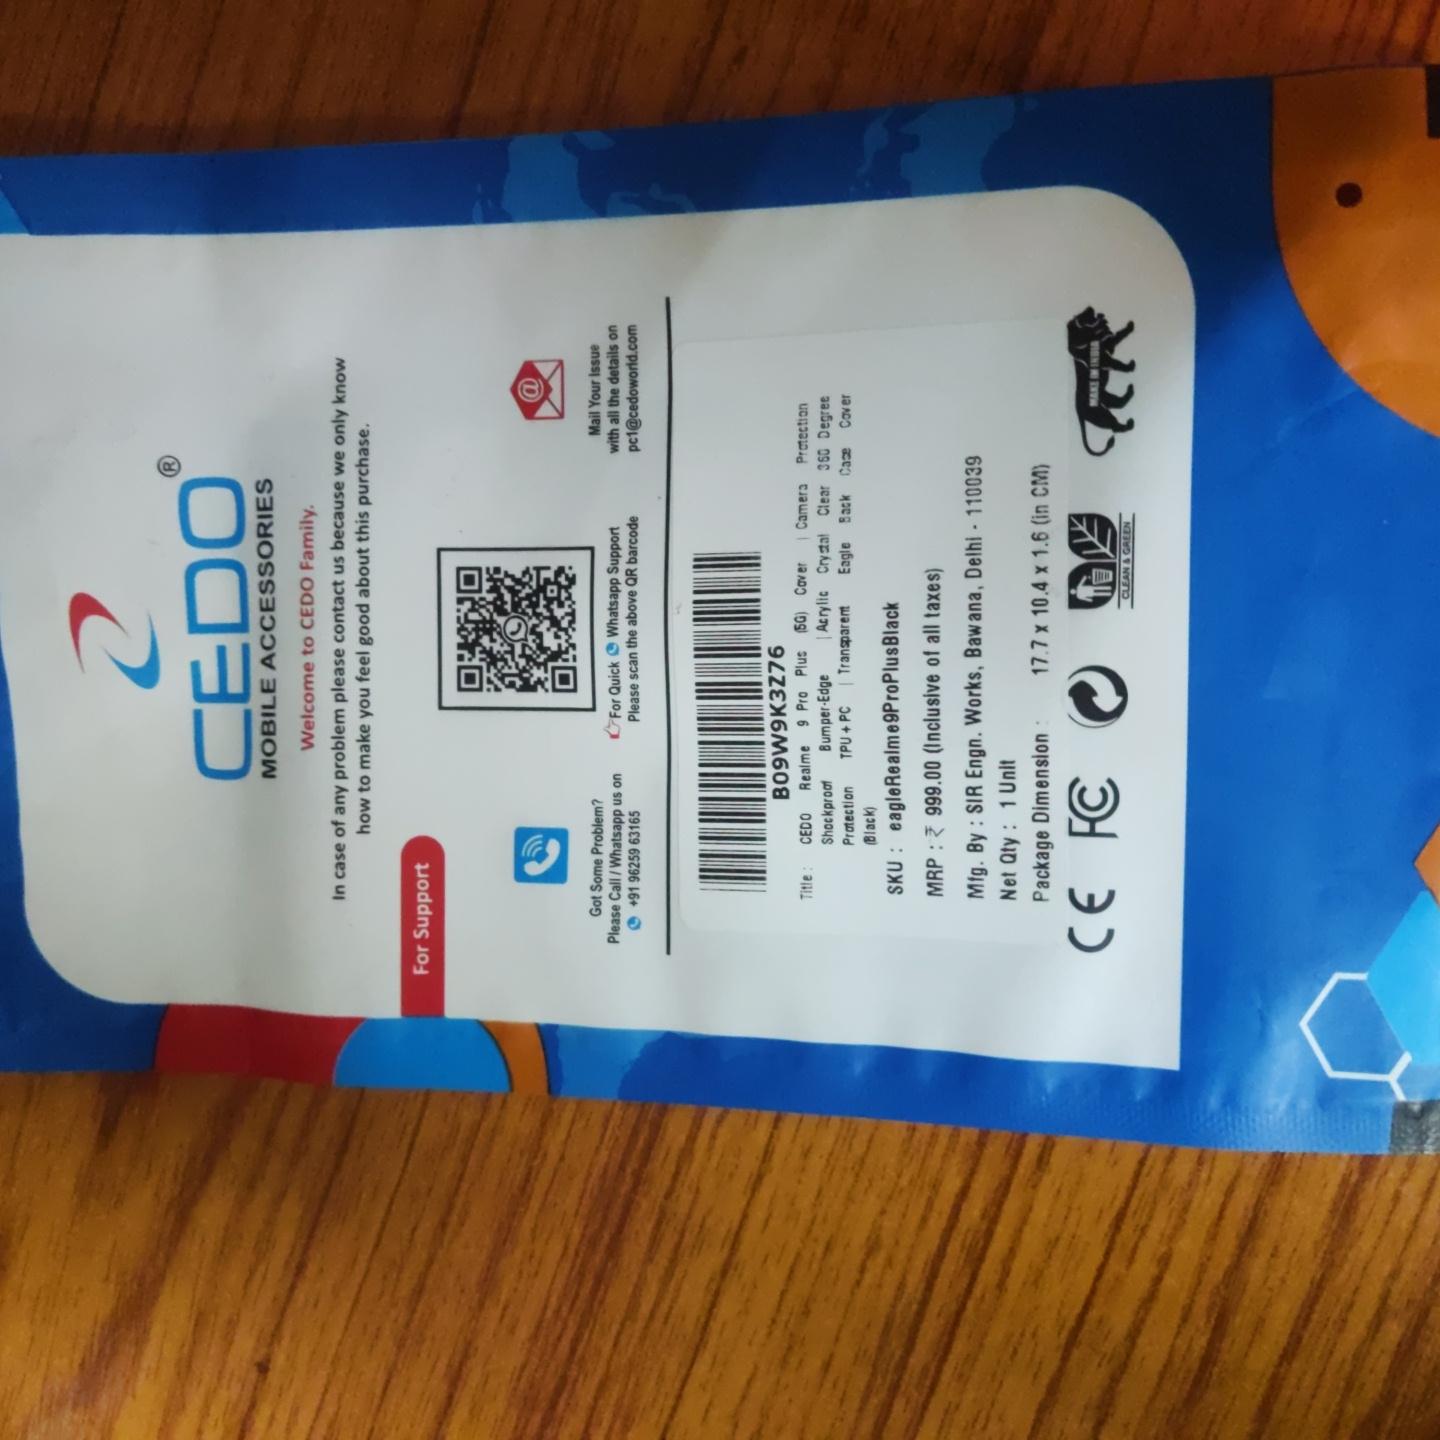 CEDO®
MOBILE ACCESSORIES
Welcome to CEDO Family.
In case of any problem please contact us because we only know
how to make you feel good about this purchase.
For Support
Got Some Problem?
Please Call / Whatsapp us on
+91 96259 63165
For Quick Whatsapp Support
Please scan the above QR barcode
@
Mail Your Issue
with all the details on
pc1@cedoworld.com
B09W9K3Z76
Title : CEDO Realme 9 Pro Plus (5G) Cover | Camera Protection
Shockproof Bumper-Edge | Acrylic Crystal Clear 360 Degree
Protection TPU+PC | Transparent Eagle Back Case Cover
(Black)
SKU : eagleRealme9ProPlusBlack
MRP : ₹ 999.00 (Inclusive of all taxes)
Mfg. By : SIR Engn. Works, Bawana, Delhi - 110039
Net Qty : 1 Unit
Package Dimension : 17.7 x 10.4 x 1.6 (in CM)
CE FC
CLEAN & GREEN
MAKE IN INDIA